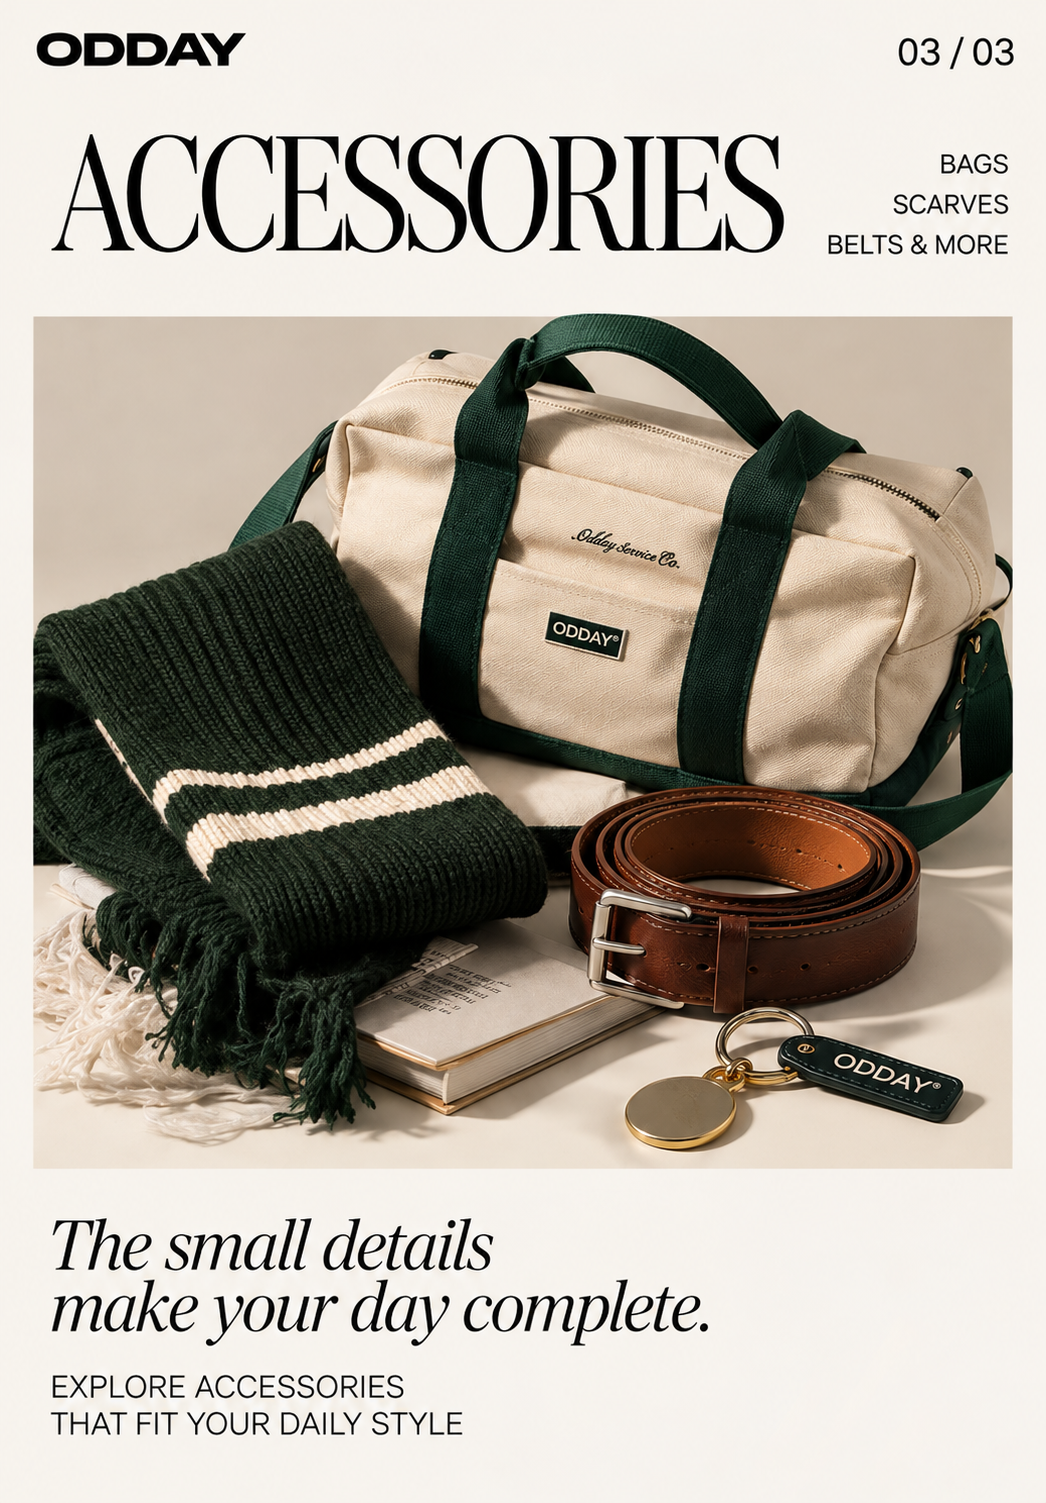 ODDAY
03 / 03
ACCESSORIES
BAGS
SCARVES
BELTS & MORE
Odday Service Co.
ODDAY®
ODDAY®
The small details
make your day complete.
EXPLORE ACCESSORIES
THAT FIT YOUR DAILY STYLE